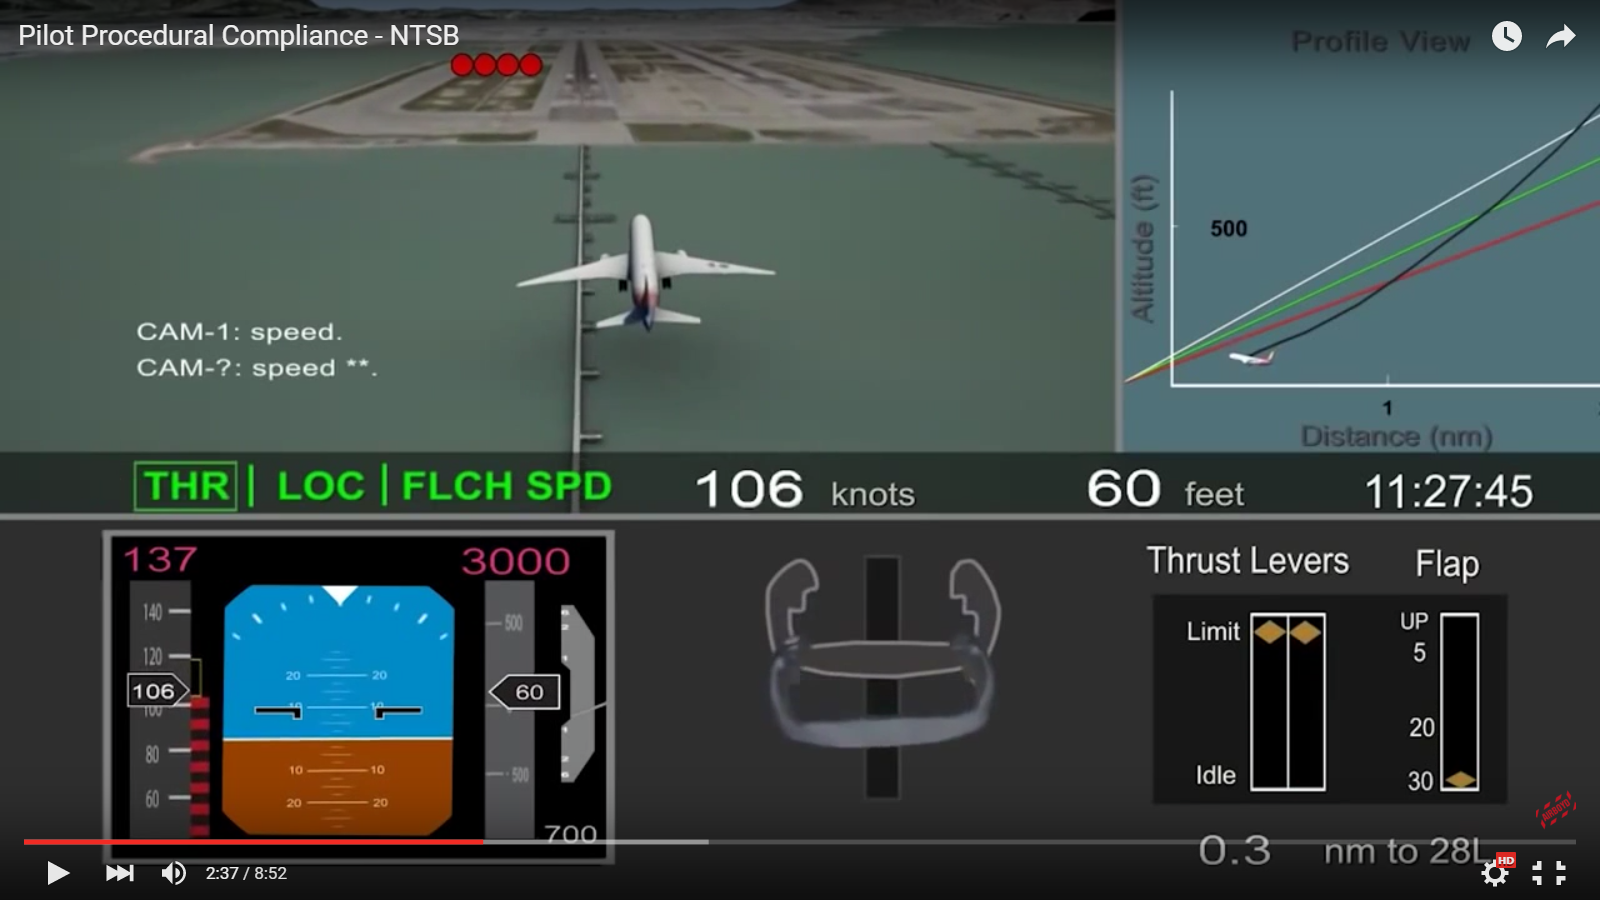 Pilot Procedural Compliance - NTSB
Profile View
Altitude (ft)
500
1
Distance (nm)
CAM-1: speed.
CAM-?: speed **.
THR | LOC | FLCH SPD
106 knots
60 feet
11:27:45
137
3000
140
120
106
100
80
60
20 20
10 10
10 10
20 20
500
60
500
700
Thrust Levers
Flap
Limit
Idle
UP
5
20
30
0.3 nm to 28L
2:37 / 8:52
HD